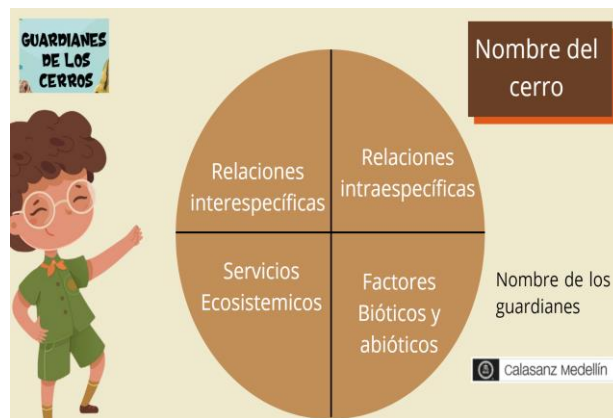 GUARDIANES
DE LOS
CERROS
Nombre del
cerro
Relaciones
interespecíficas
Relaciones
intraespecíficas
Servicios
Ecosistemicos
Factores
Bióticos y
abióticos
Nombre de los
guardianes
Calasanz Medellín